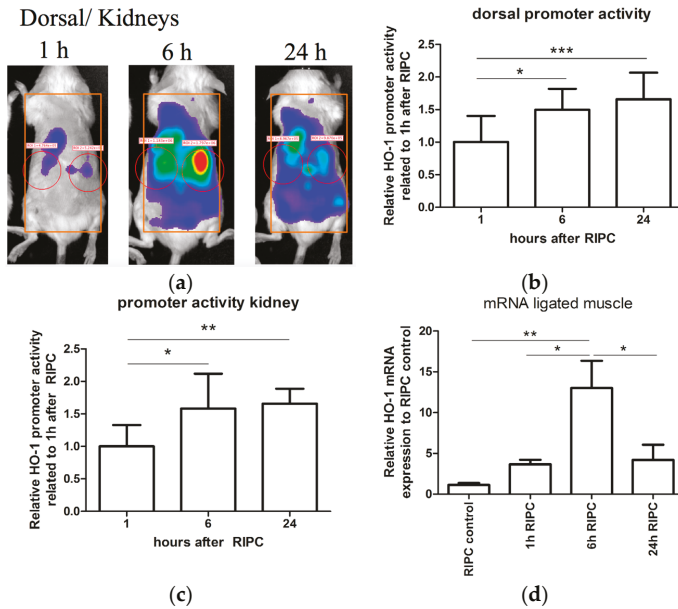 Dorsal/ Kidneys
1 h
6 h
24 h
(a)
dorsal promoter activity
Relative HO-1 promoter activity
related to 1h after RIPC
2.5
2.0
1.5
1.0
0.5
0.0
*
***
1
6
24
hours after RIPC
(b)
promoter activity kidney
Relative HO-1 promoter activity
related to 1h after RIPC
2.5
2.0
1.5
1.0
0.5
0.0
*
**
1
6
24
hours after RIPC
(c)
mRNA ligated muscle
Relative HO-1 mRNA
expression to RIPC control
20
15
10
5
0
**
*
*
RIPC control
1h RIPC
6h RIPC
24h RIPC
(d)